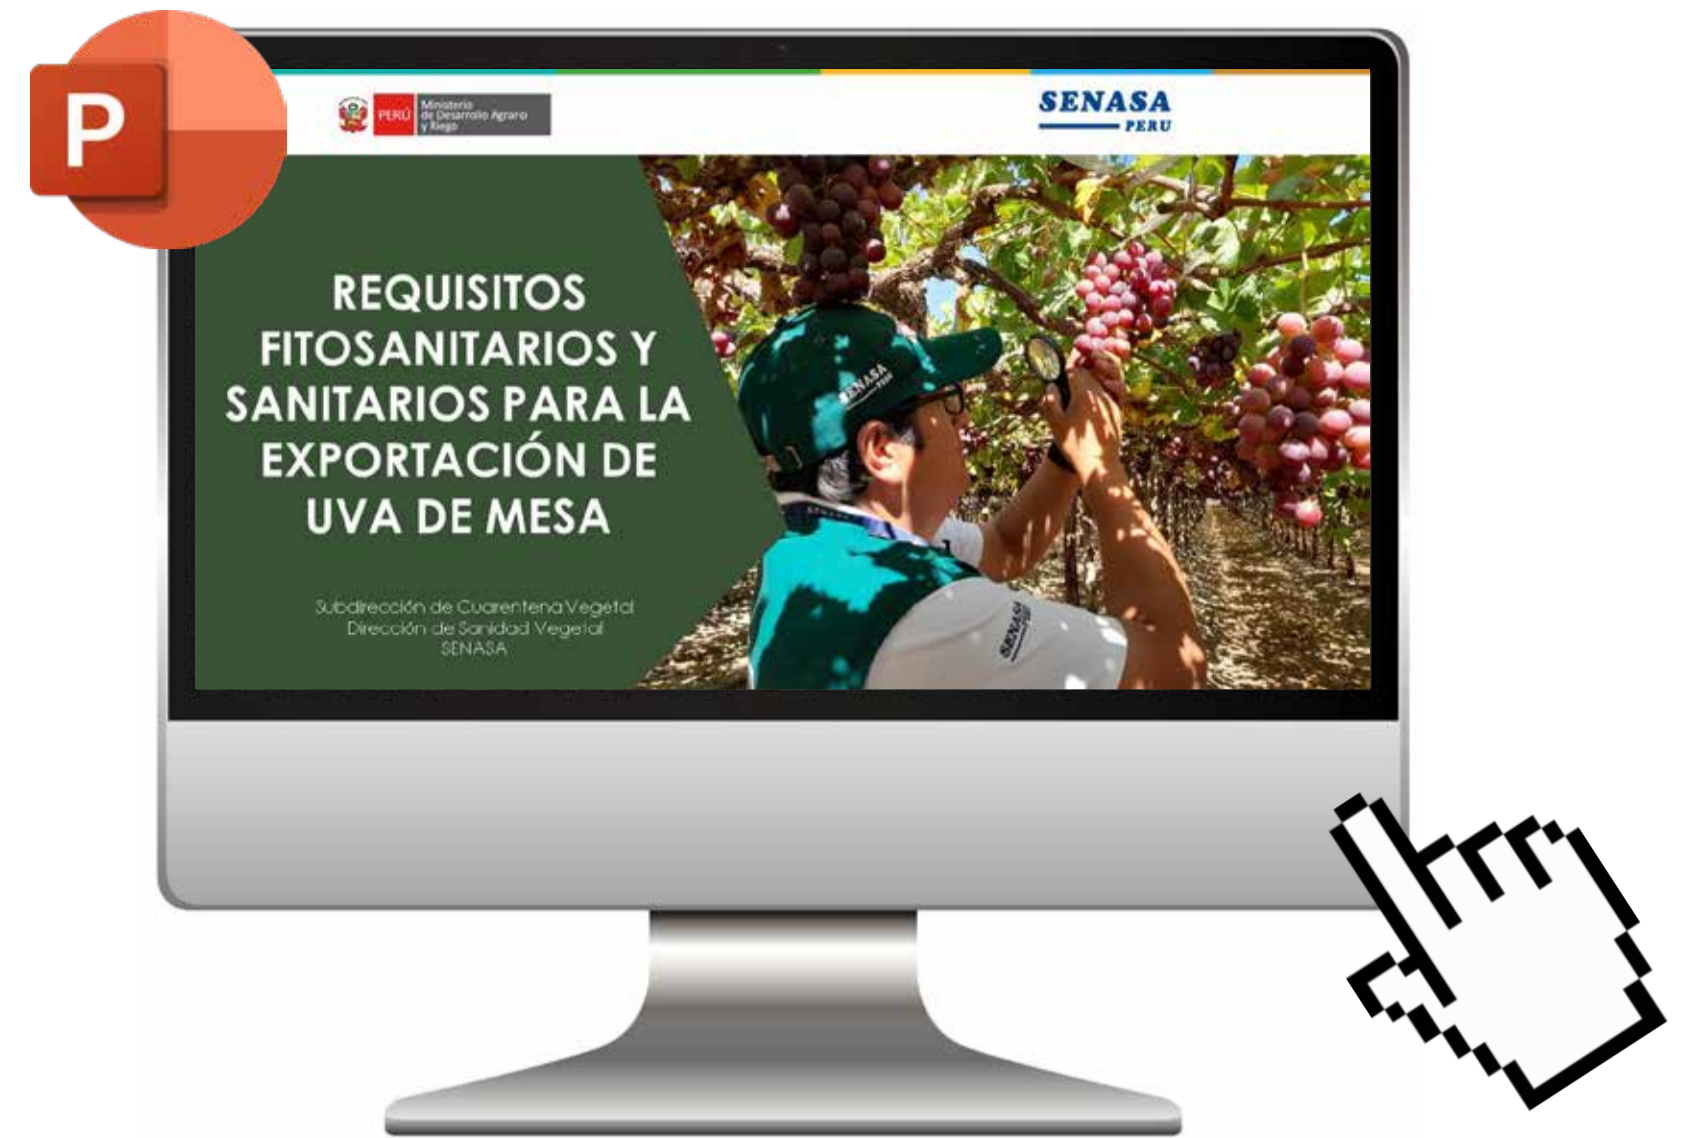 P
PERÚ
Ministerio
de Desarrollo Agrario
y Riego
SENASA
PERU
REQUISITOS
FITOSANITARIOS Y
SANITARIOS PARA LA
EXPORTACIÓN DE
UVA DE MESA
Subdirección de Cuarentena Vegetal
Dirección de Sanidad Vegetal
SENASA
SENASA
PERU
SENASA